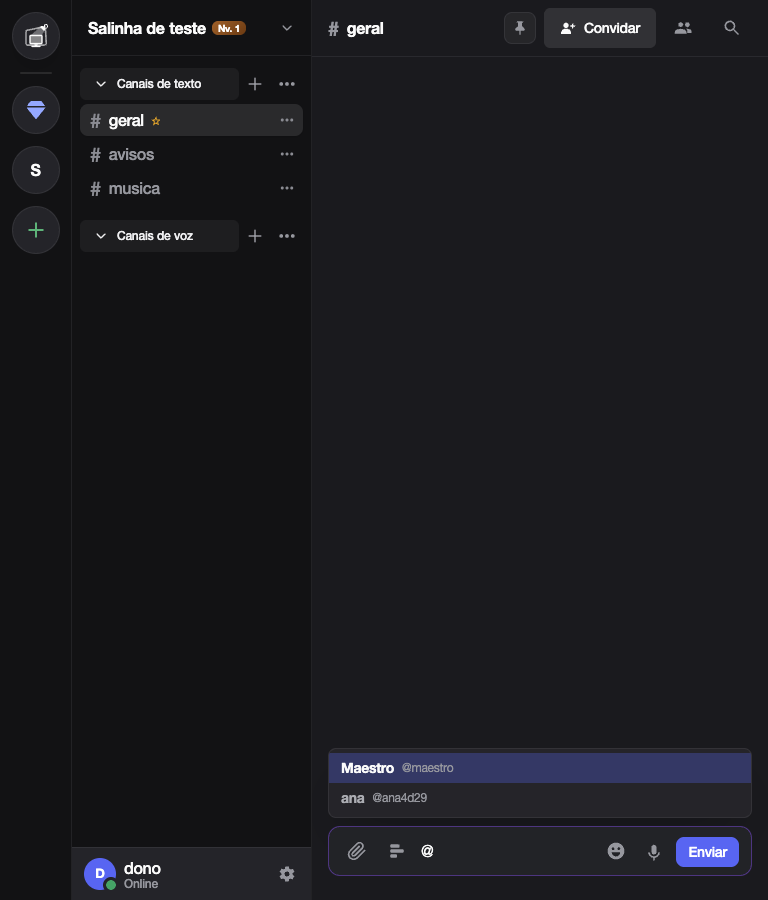 Salinha de teste Nv. 1
# geral
Convidar
Canais de texto
# geral
# avisos
# musica
Canais de voz
S
Maestro @maestro
ana @ana4d29
@
Enviar
D
dono
Online